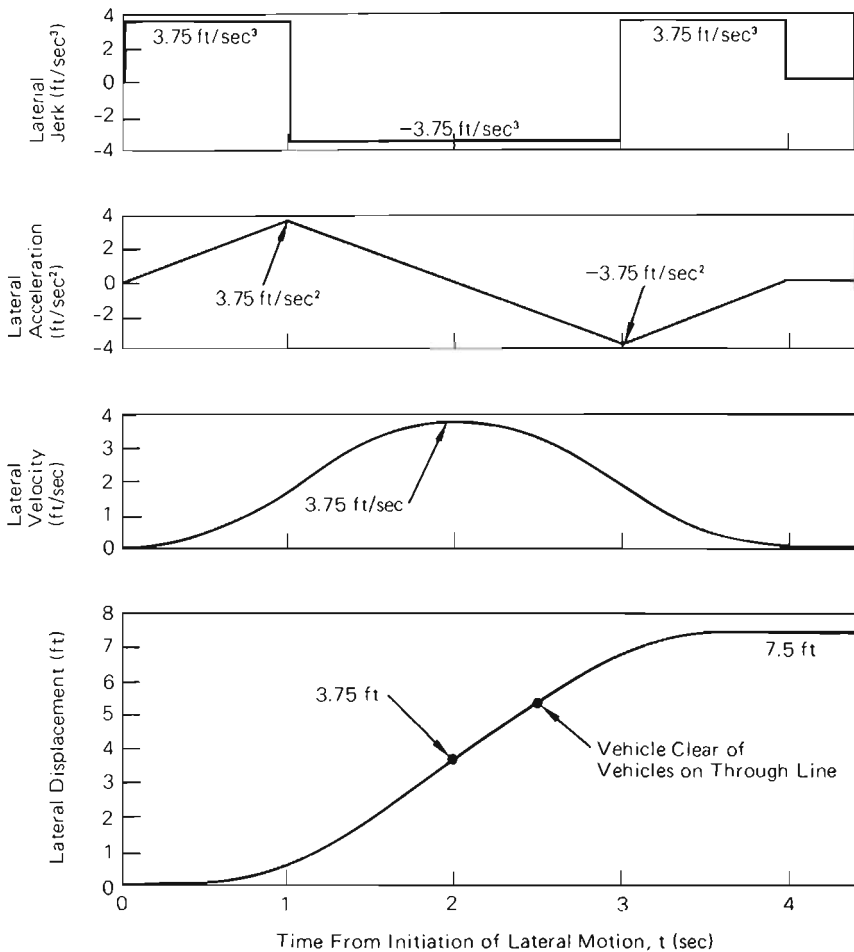 Laterial
Jerk (ft/sec³)
4
2
0
-2
-4
3.75 ft/sec³
-3.75 ft/sec³
3.75 ft/sec³
Lateral
Acceleration
(ft/sec²)
4
2
0
-2
-4
3.75 ft/sec²
-3.75 ft/sec²
Lateral
Velocity
(ft/sec)
4
3
2
1
0
3.75 ft/sec
Lateral Displacement (ft)
8
7
6
5
4
3
2
1
0
3.75 ft
7.5 ft
Vehicle Clear of
Vehicles on Through Line
0 1 2 3 4
Time From Initiation of Lateral Motion, t (sec)